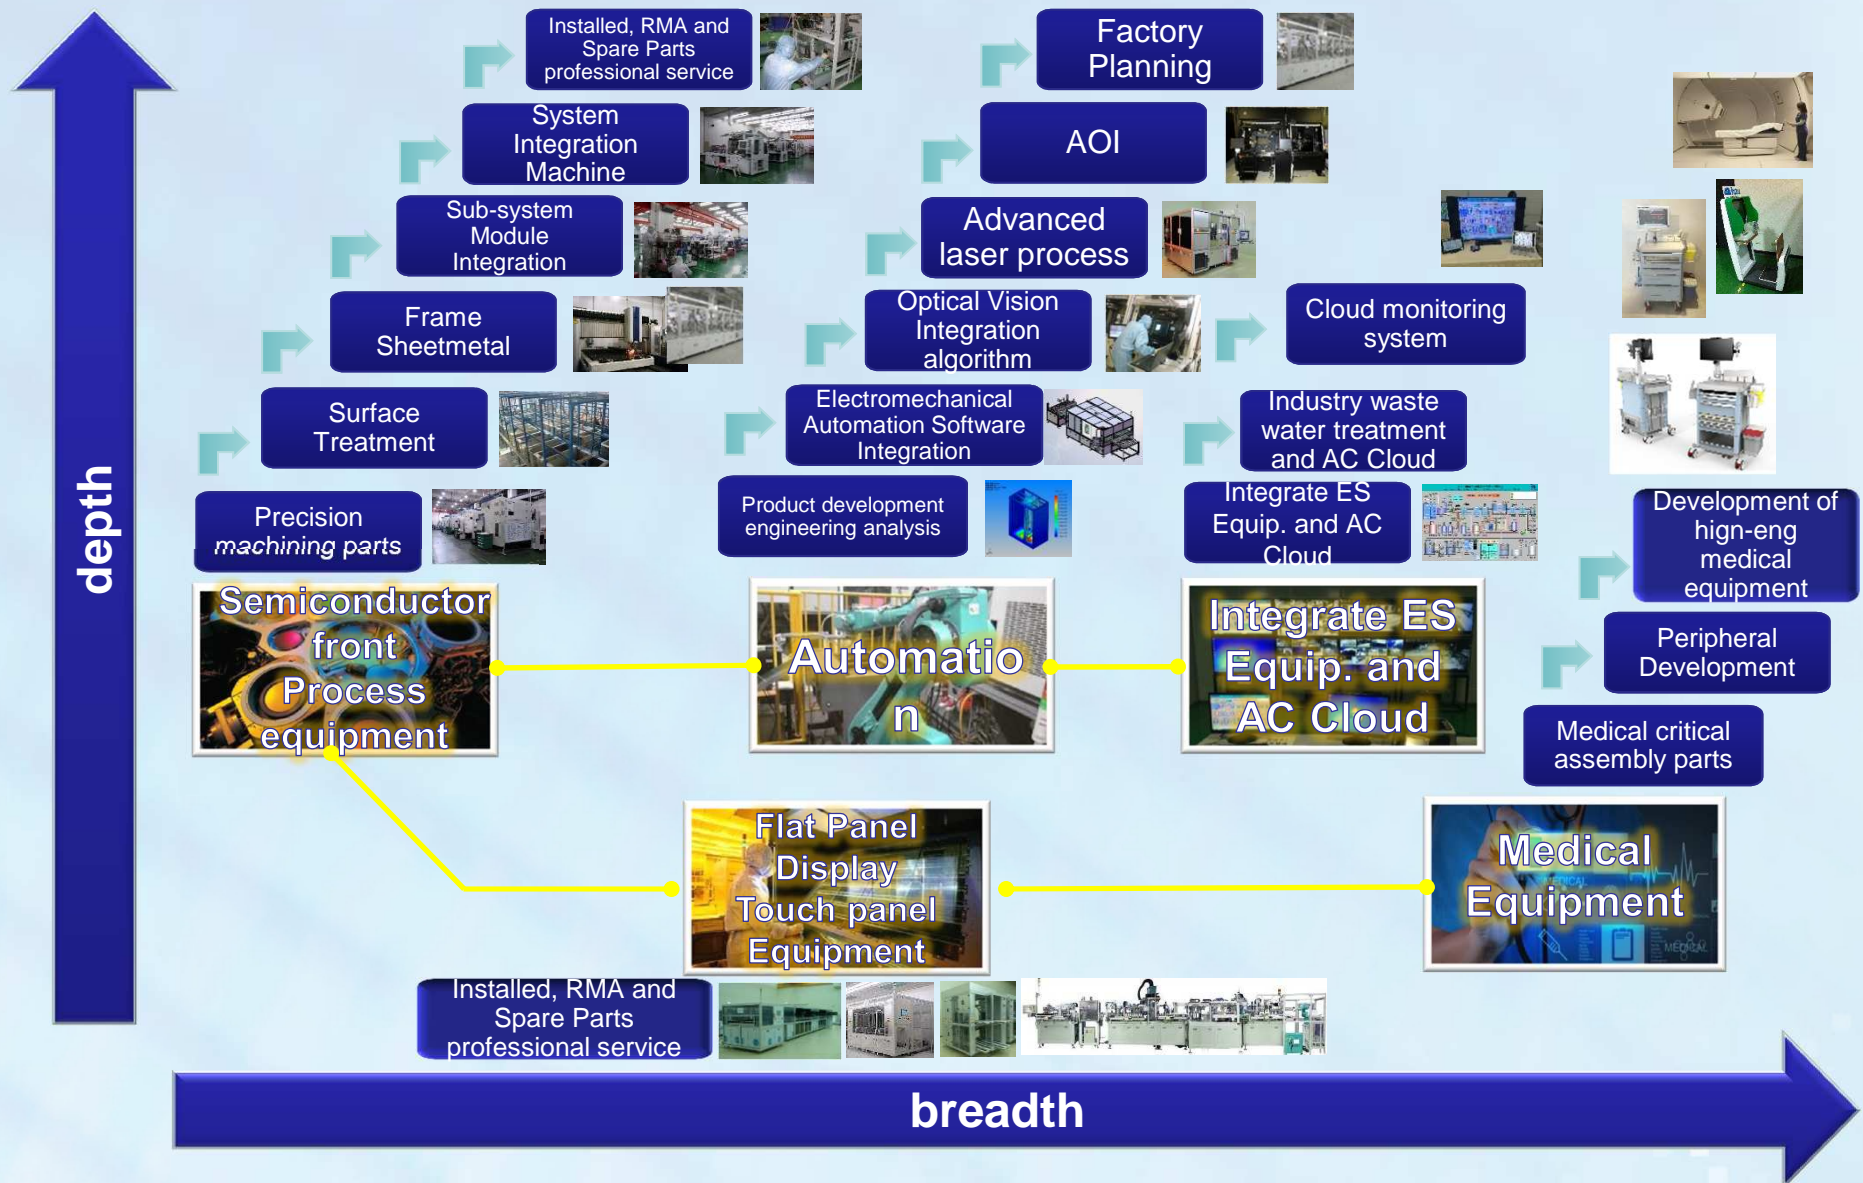 Installed, RMA and
Spare Parts
professional service
System
Integration
Machine
Sub-system
Module
Integration
Frame
Sheetmetal
Surface
Treatment
Precision
machining parts
Semiconductor
front
Process
equipment
Factory
Planning
AOI
Advanced
laser process
Optical Vision
Integration
algorithm
Electromechanical
Automation Software
Integration
Product development
engineering analysis
Automatio
n
Cloud monitoring
system
Industry waste
water treatment
and AC Cloud
Integrate ES
Equip. and AC
Cloud
Integrate ES
Equip. and
AC Cloud
Development of
hign-eng
medical
equipment
Peripheral
Development
Medical critical
assembly parts
Medical
Equipment
MEDICAL
MEDICAL
Flat Panel
Display
Touch panel
Equipment
Installed, RMA and
Spare Parts
professional service
depth
breadth